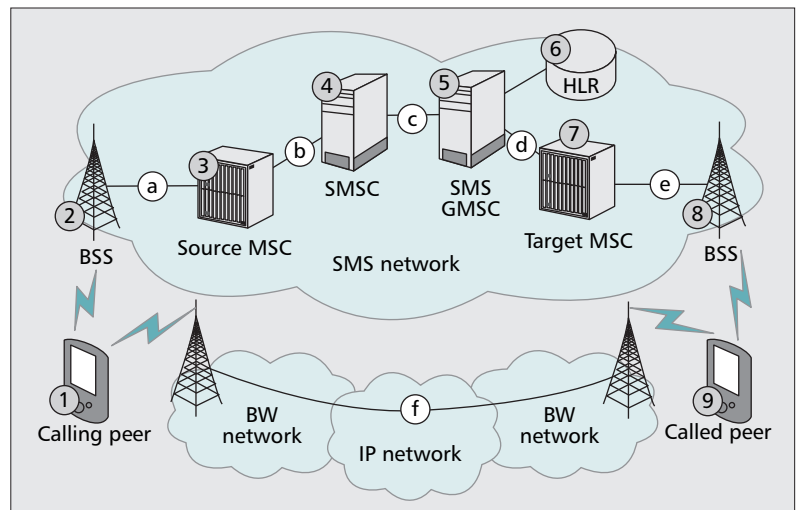 6
HLR
4
5
c
7
b
d
3
a
e
SMSC
SMS
GMSC
2
8
Source MSC
Target MSC
BSS
BSS
SMS network
1
9
f
BW
network
BW
network
Calling peer
Called peer
IP network